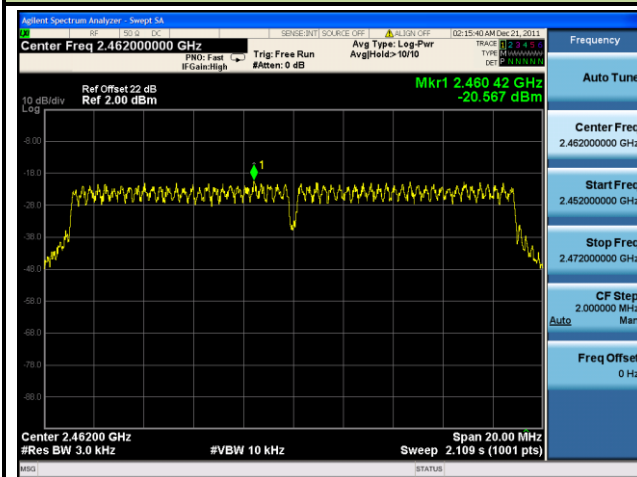 Agilent Spectrum Analyzer - Swept SA
LXI RF 50 Ω DC SENSE:INT SOURCE OFF ALIGN OFF 02:15:40 AM Dec 21, 2011
Center Freq 2.462000000 GHz
PNO: Fast
IFGain:High
Trig: Free Run
#Atten: 0 dB
Avg Type: Log-Pwr
Avg|Hold:>10/10
TRACE 1 2 3 4 5 6
TYPE M W W W W W
DET P N N N N N
Ref Offset 22 dB
10 dB/div Ref 2.00 dBm
Log
Mkr1 2.460 42 GHz
-20.567 dBm
-8.00
-18.0
1
-28.0
-38.0
-48.0
-58.0
-68.0
-78.0
-88.0
Center 2.46200 GHz Span 20.00 MHz
#Res BW 3.0 kHz #VBW 10 kHz Sweep 2.109 s (1001 pts)
MSG STATUS
Frequency
Auto Tune
Center Freq
2.462000000 GHz
Start Freq
2.452000000 GHz
Stop Freq
2.472000000 GHz
CF Step
2.000000 MHz
Auto Man
Freq Offset
0 Hz